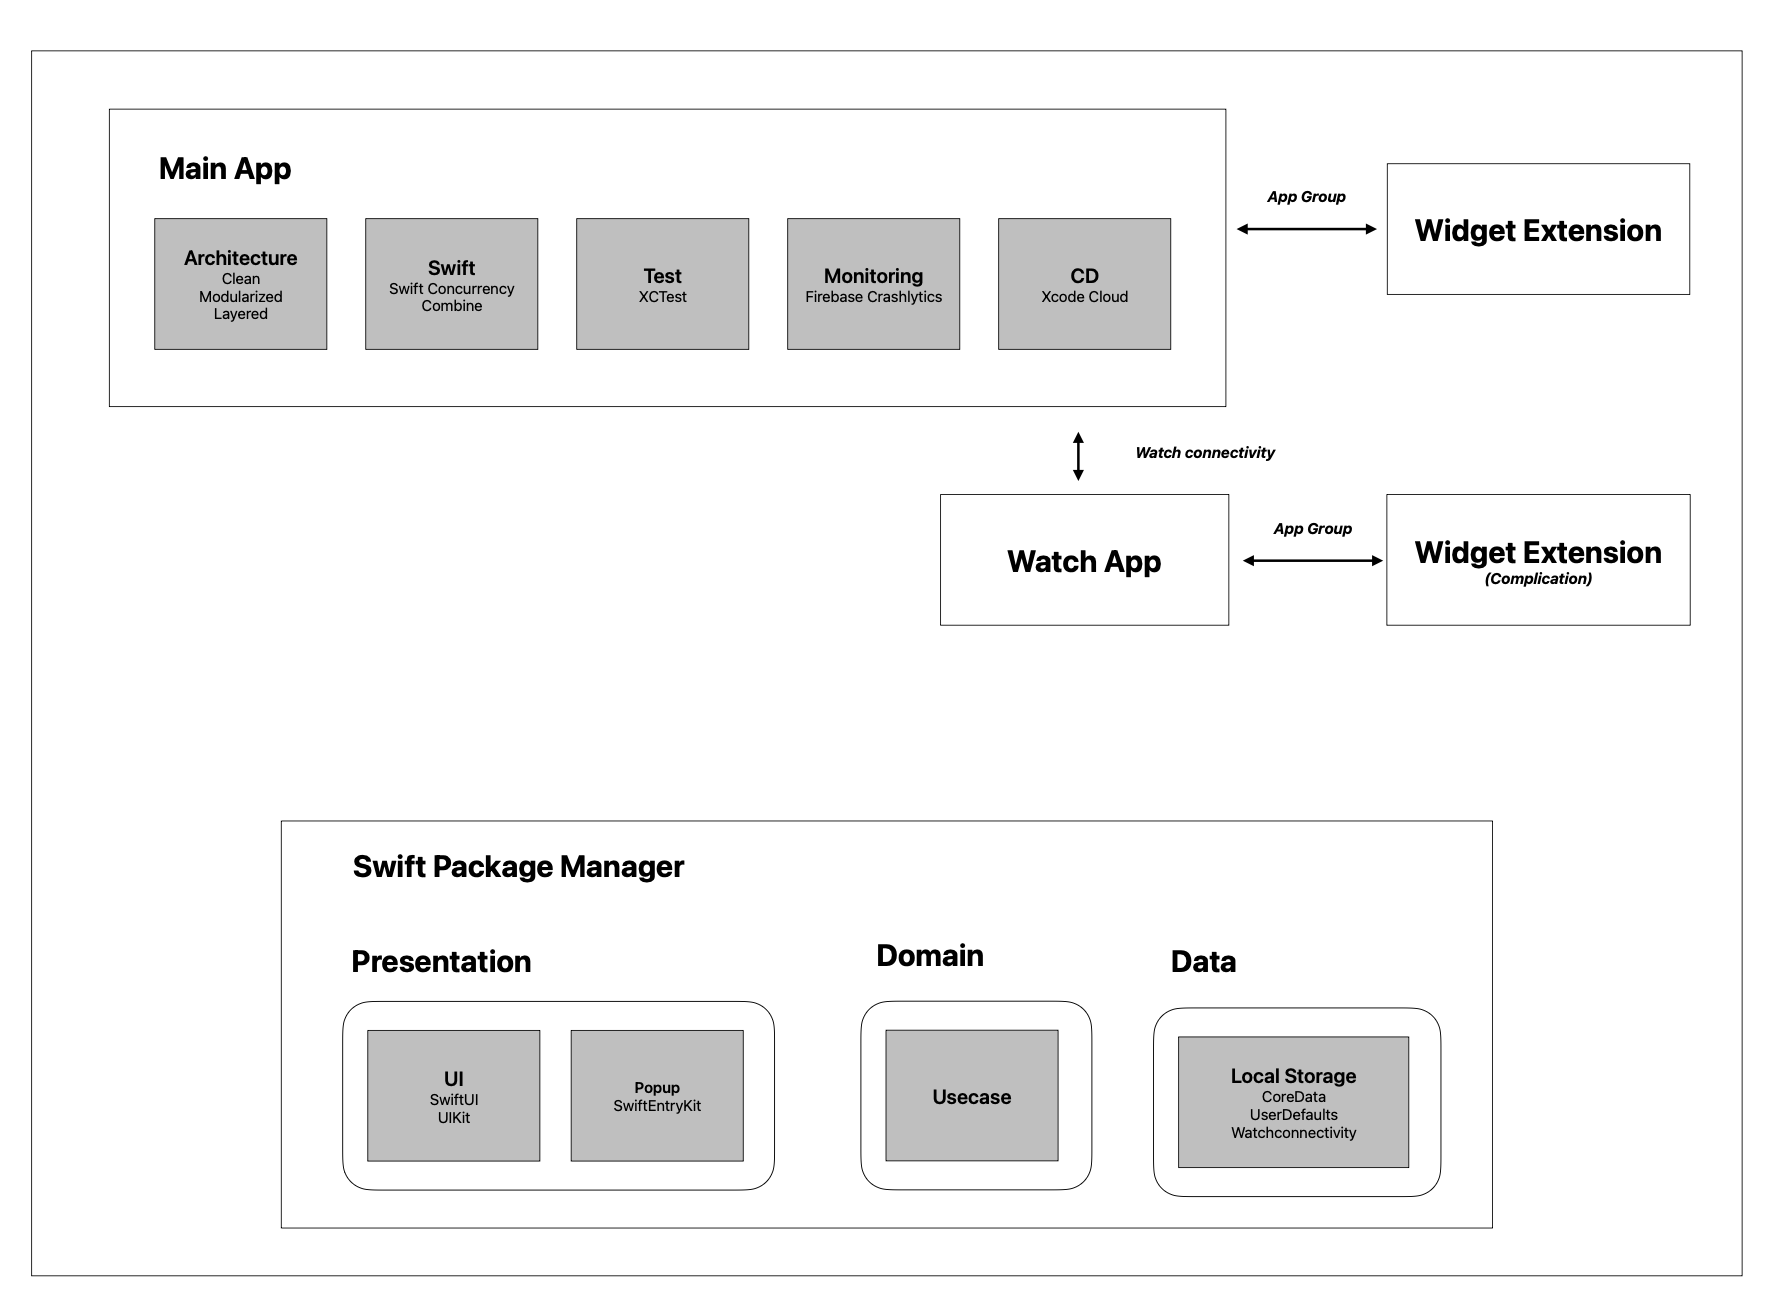 Main App
Architecture
Clean
Modularized
Layered
Swift
Swift Concurrency
Combine
Test
XCTest
Monitoring
Firebase Crashlytics
CD
Xcode Cloud
App Group
Widget Extension
Watch connectivity
Watch App
App Group
Widget Extension
(Complication)
Swift Package Manager
Presentation
UI
SwiftUI
UIKit
Popup
SwiftEntryKit
Domain
Usecase
Data
Local Storage
CoreData
UserDefaults
Watchconnectivity